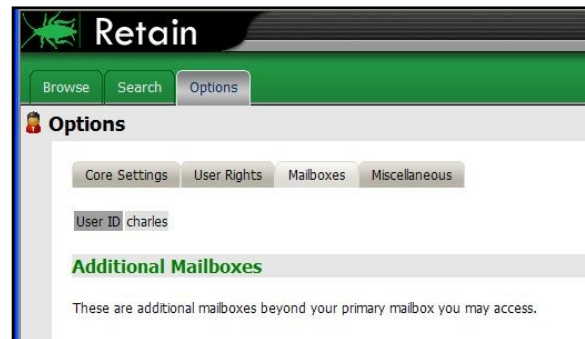 Retain
Browse Search Options
Options
Core Settings User Rights Mailboxes Miscellaneous
User ID charles
Additional Mailboxes
These are additional mailboxes beyond your primary mailbox you may access.